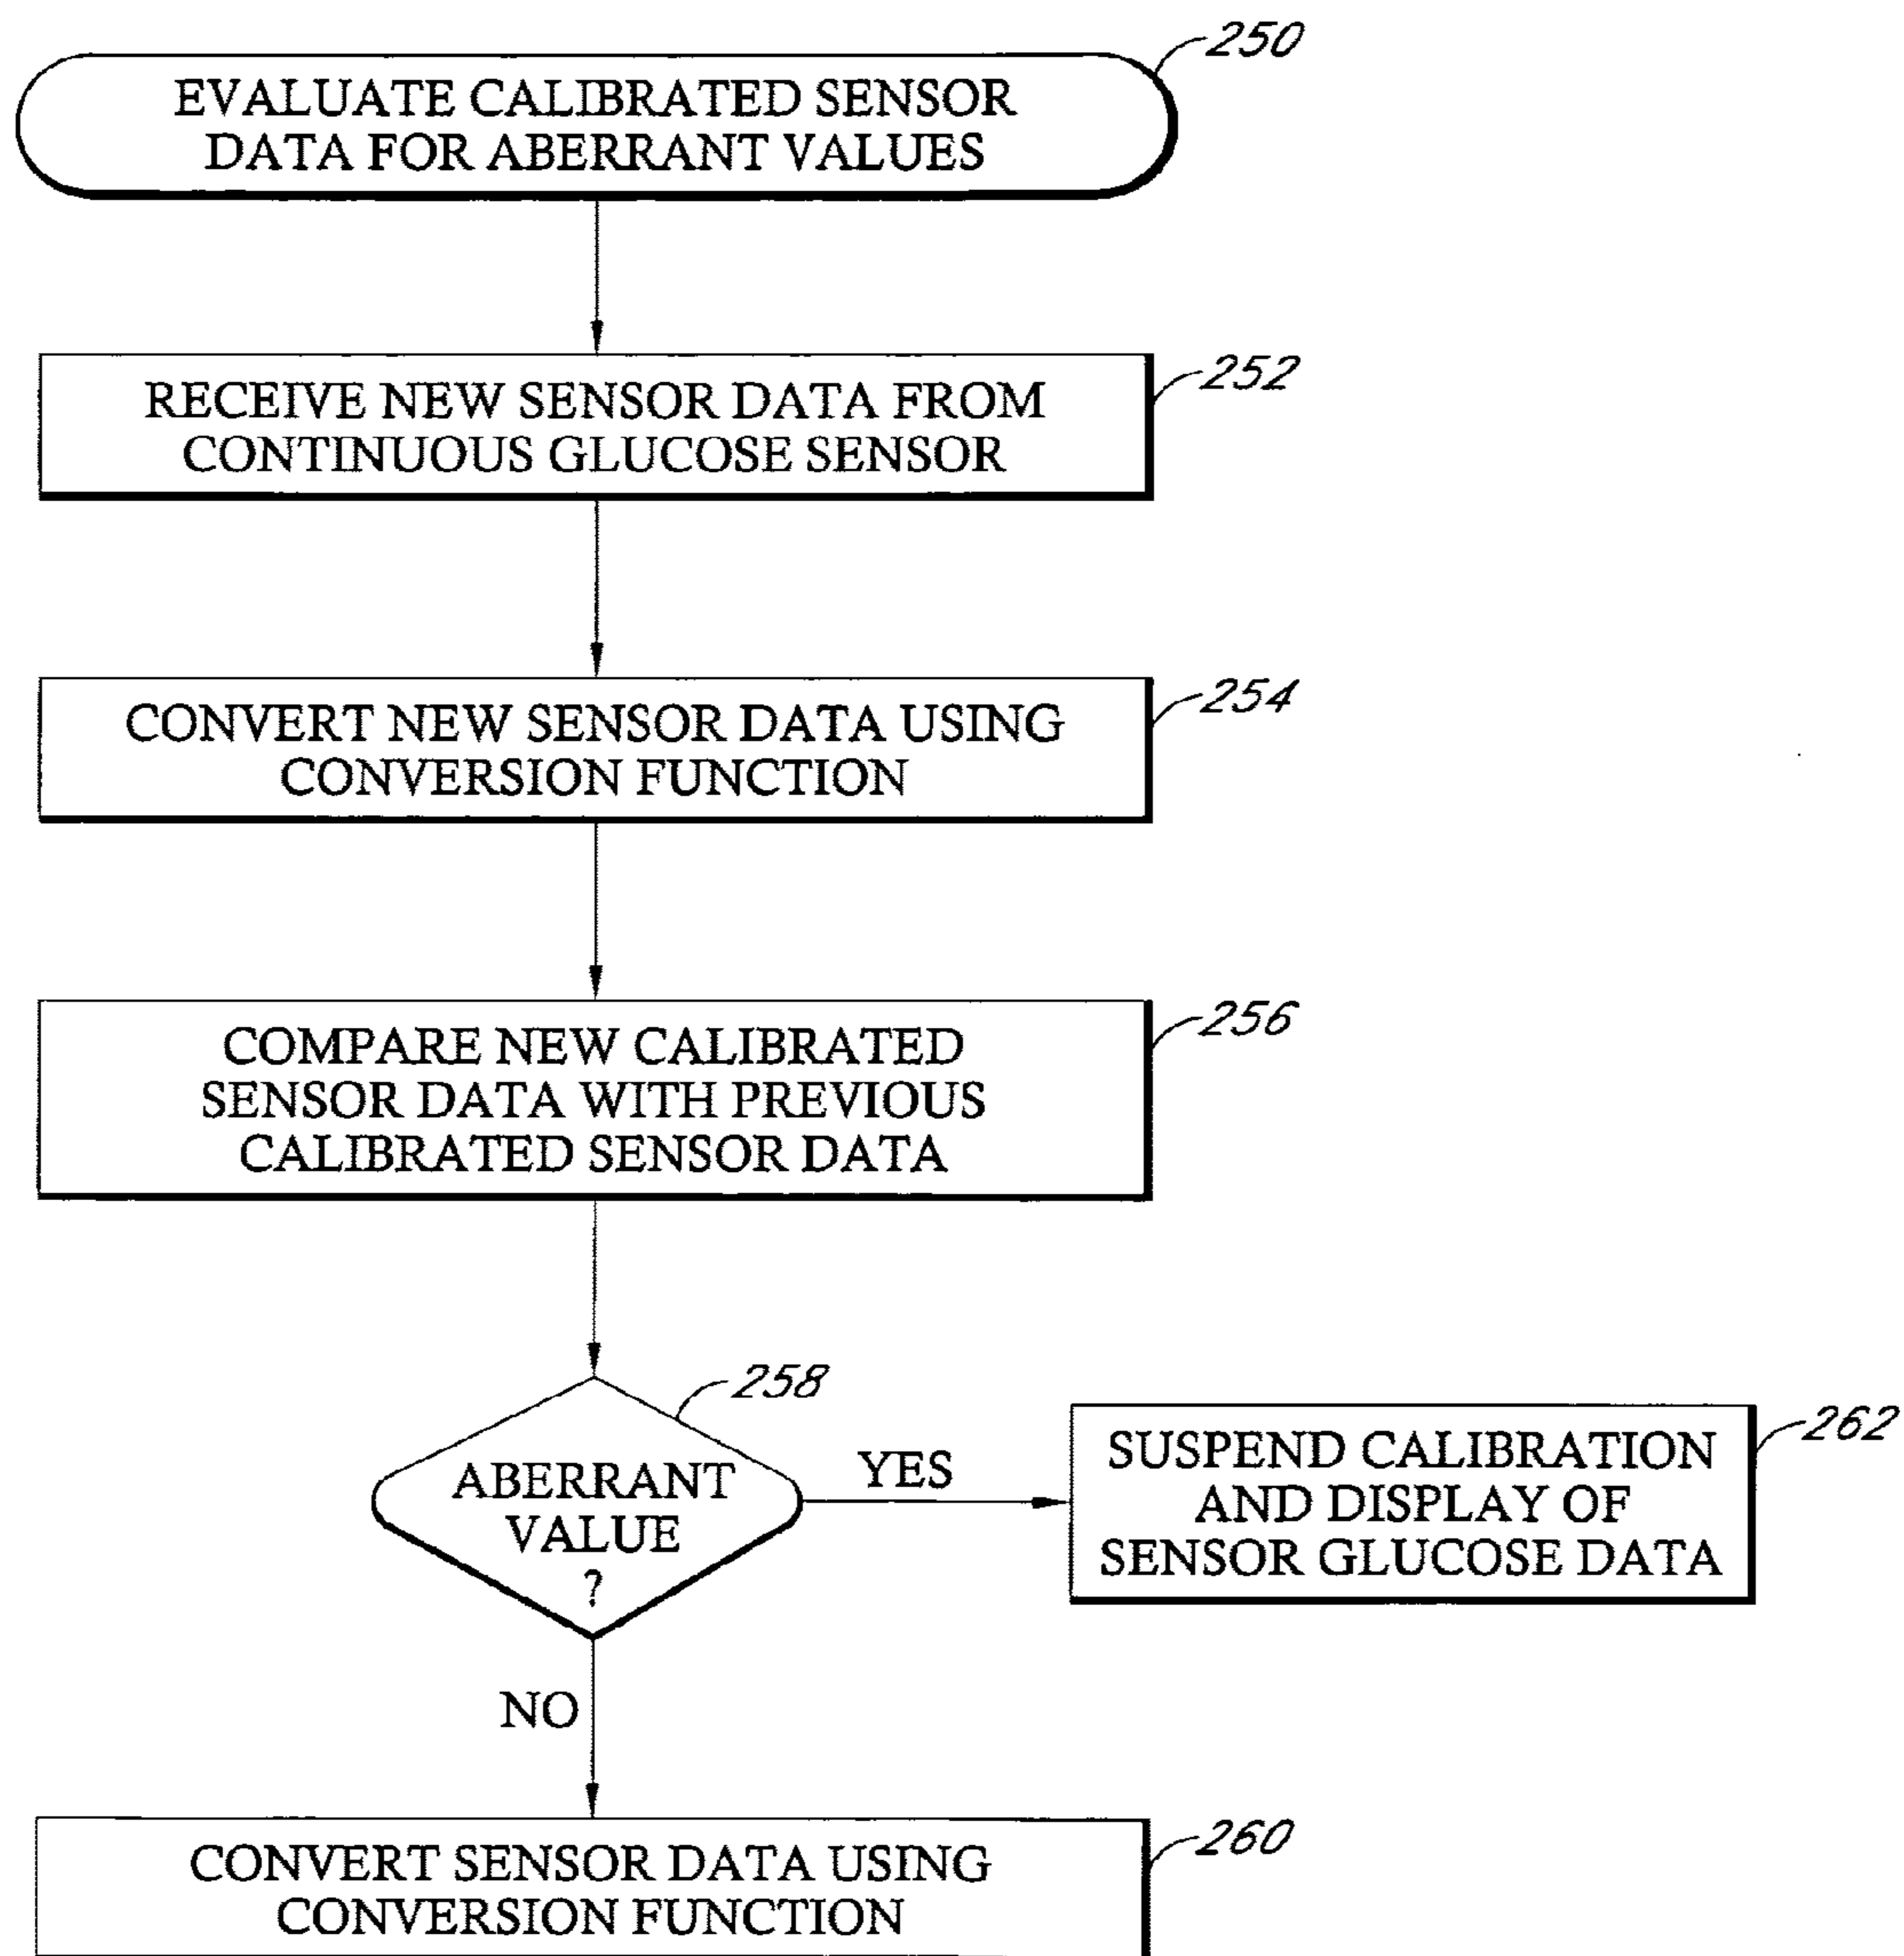 250
EVALUATE CALIBRATED SENSOR
DATA FOR ABERRANT VALUES
252
RECEIVE NEW SENSOR DATA FROM
CONTINUOUS GLUCOSE SENSOR
254
CONVERT NEW SENSOR DATA USING
CONVERSION FUNCTION
256
COMPARE NEW CALIBRATED
SENSOR DATA WITH PREVIOUS
CALIBRATED SENSOR DATA
258
ABERRANT
VALUE
?
YES
262
SUSPEND CALIBRATION
AND DISPLAY OF
SENSOR GLUCOSE DATA
NO
260
CONVERT SENSOR DATA USING
CONVERSION FUNCTION